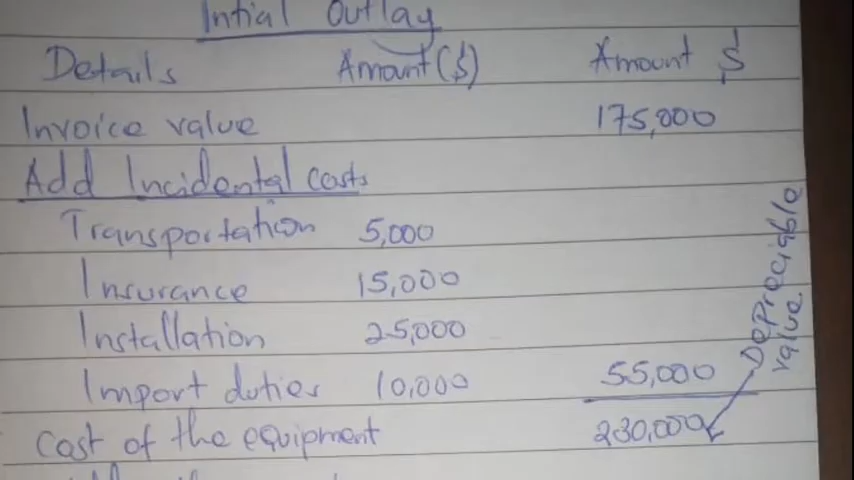 Intial Outlay
Details Amount ($) Amount $
Invoice value 175,000
Add Incidental costs
Transportation 5,000
Insurance 15,000
Installation 25,000
Import duties 10,000 55,000
Cost of the equipment 230,000
Depreciable
value